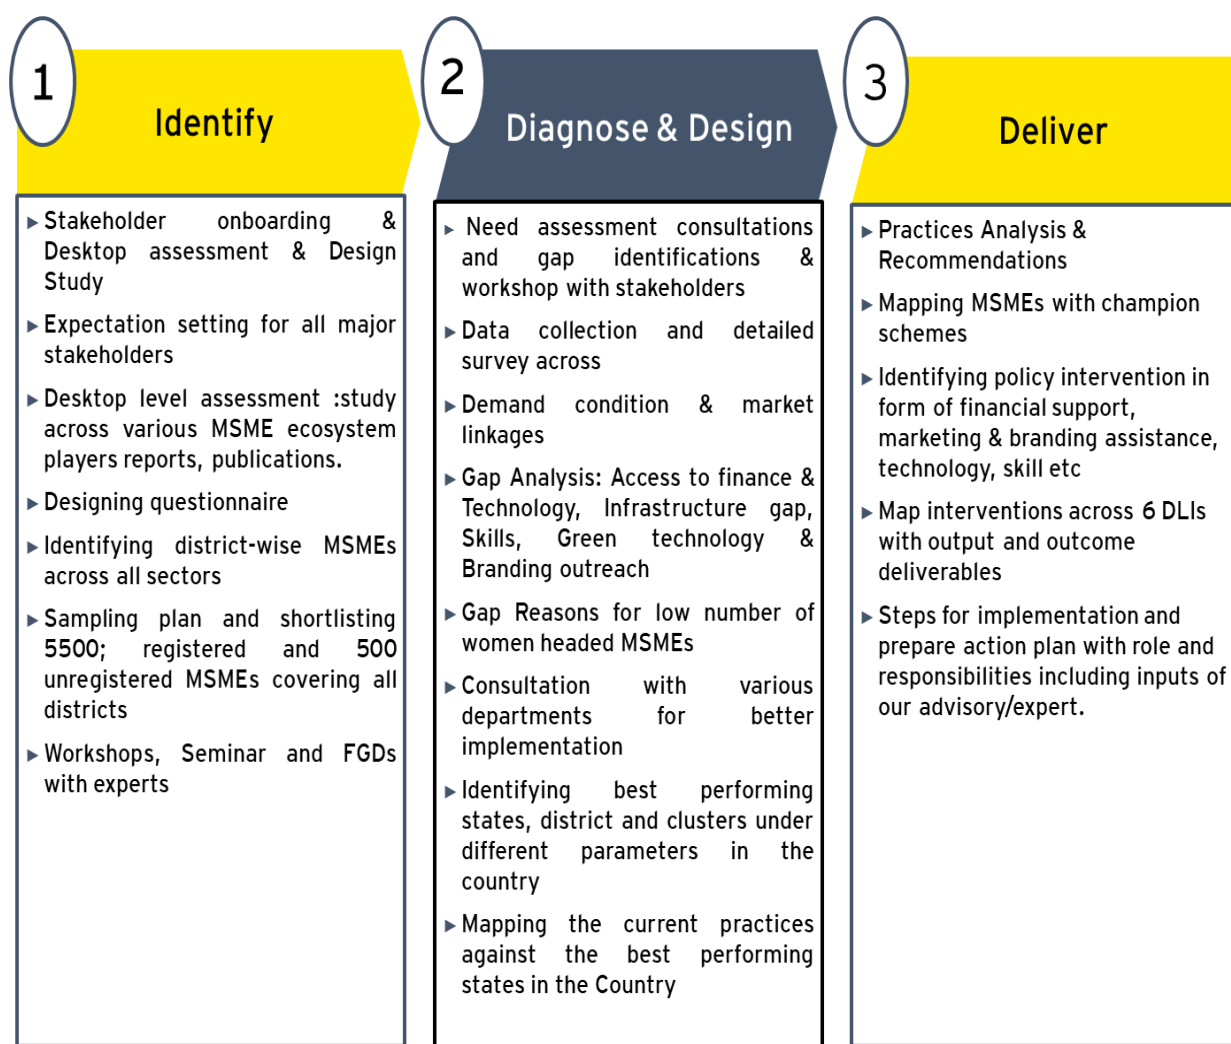 1
Identify
Stakeholder onboarding &
Desktop assessment & Design
Study
Expectation setting for all major
stakeholders
Desktop level assessment :study
across various MSME ecosystem
players reports, publications.
Designing questionnaire
Identifying district-wise MSMEs
across all sectors
Sampling plan and shortlisting
5500; registered and 500
unregistered MSMEs covering all
districts
Workshops, Seminar and FGDs
with experts
2
Diagnose & Design
Need assessment consultations
and gap identifications &
workshop with stakeholders
Data collection and detailed
survey across
Demand condition & market
linkages
Gap Analysis: Access to finance &
Technology, Infrastructure gap,
Skills, Green technology &
Branding outreach
Gap Reasons for low number of
women headed MSMEs
Consultation with various
departments for better
implementation
Identifying best performing
states, district and clusters under
different parameters in the
country
Mapping the current practices
against the best performing
states in the Country
3
Deliver
Practices Analysis &
Recommendations
Mapping MSMEs with champion
schemes
Identifying policy intervention in
form of financial support,
marketing & branding assistance,
technology, skill etc
Map interventions across 6 DLIs
with output and outcome
deliverables
Steps for implementation and
prepare action plan with role and
responsibilities including inputs of
our advisory/expert.